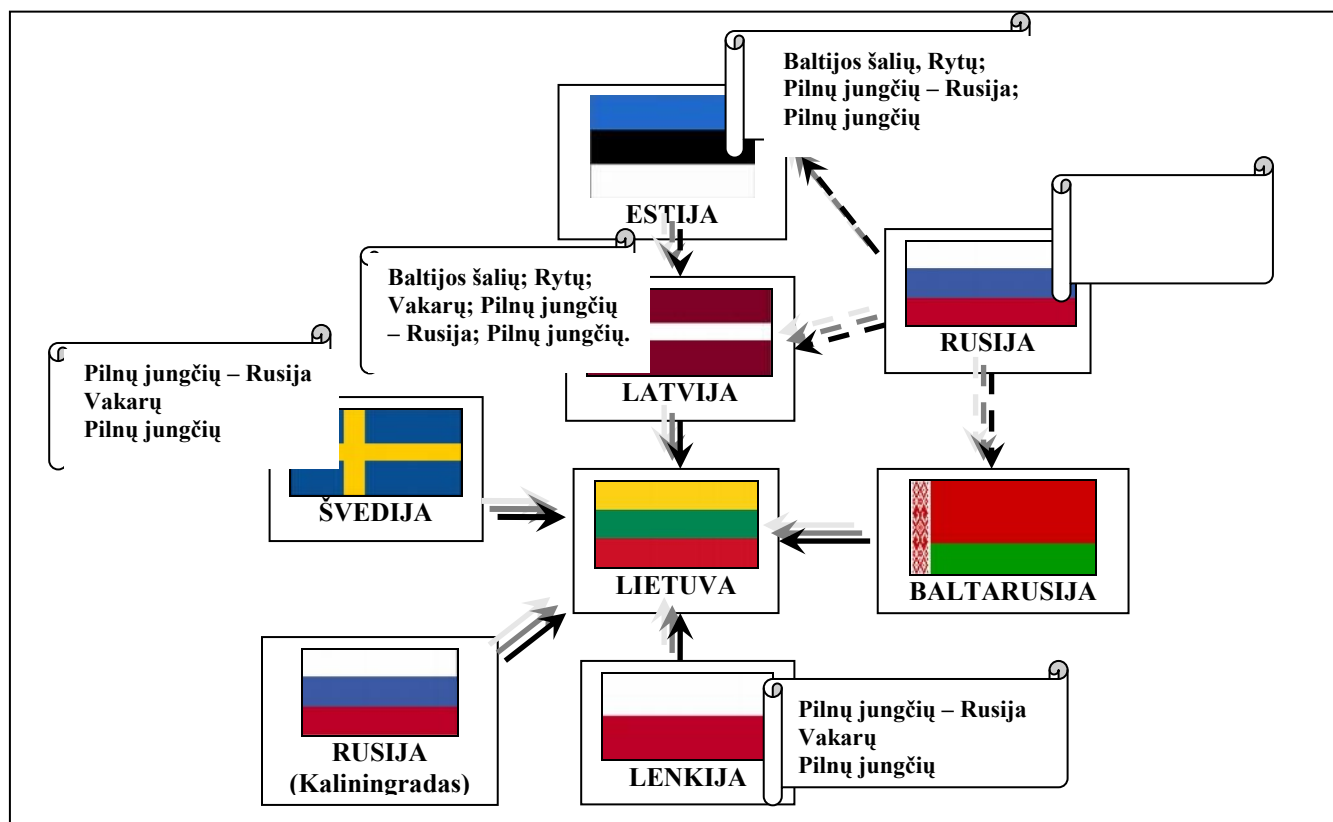 Baltijos šalių, Rytų;
Pilnų jungčių – Rusija;
Pilnų jungčių
ESTIJA
Baltijos šalių; Rytų;
Vakarų; Pilnų jungčių
– Rusija; Pilnų jungčių.
RUSIJA
LATVIJA
Pilnų jungčių – Rusija
Vakarų
Pilnų jungčių
ŠVEDIJA
LIETUVA
BALTARUSIJA
RUSIJA
(Kaliningradas)
LENKIJA
Pilnų jungčių – Rusija
Vakarų
Pilnų jungčių